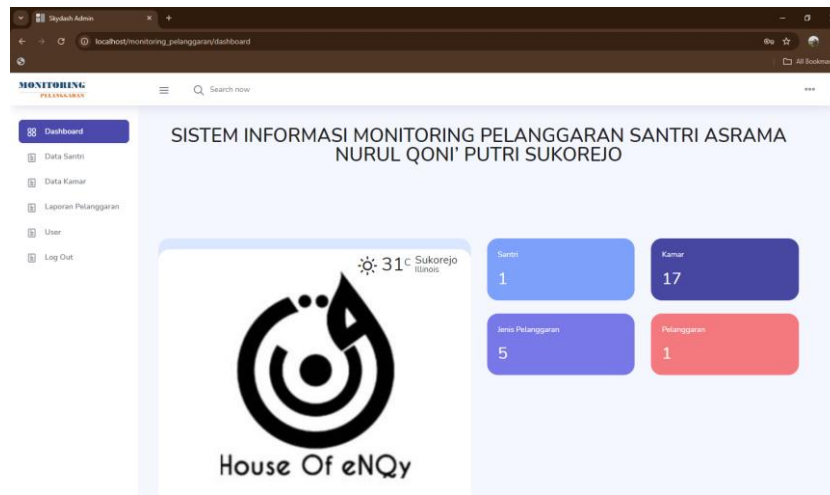 Skydash Admin
localhost/monitoring_pelanggaran/dashboard
All Bookma
MONITORING
PELANGGARAN
Search now
Dashboard
Data Santri
Data Kamar
Laporan Pelanggaran
User
Log Out
SISTEM INFORMASI MONITORING PELANGGARAN SANTRI ASRAMA
NURUL QONI’ PUTRI SUKOREJO
31 C Sukorejo
Illinois
House Of eNQy
Santri
1
Kamar
17
Jenis Pelanggaran
5
Pelanggaran
1